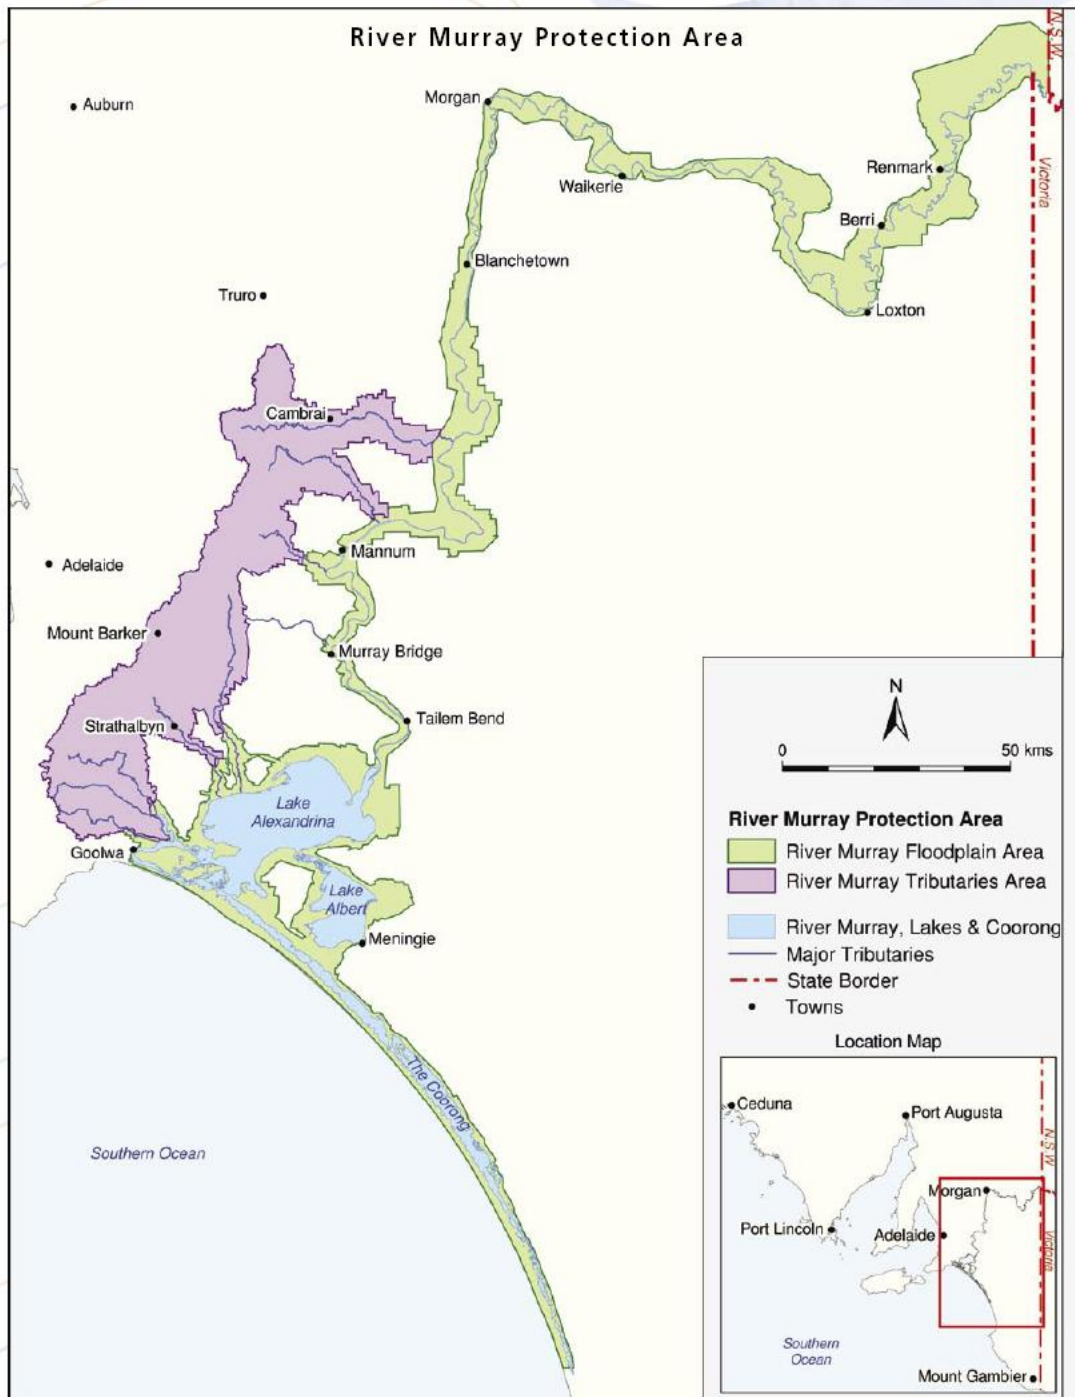 River Murray Protection Area
N.S.W.
Auburn
Morgan
Renmark
Waikerie
Victoria
Berri
Blanchetown
Truro
Loxton
Cambrai
Mannum
Adelaide
Mount Barker
Murray Bridge
Tailem Bend
Strathalbyn
Lake
Alexandrina
Goolwa
Lake
Albert
Meningie
The Coorong
Southern Ocean
N
0 50 kms
River Murray Protection Area
River Murray Floodplain Area
River Murray Tributaries Area
River Murray, Lakes & Coorong
Major Tributaries
State Border
Towns
Location Map
Ceduna
Port Augusta
N.S.W
Morgan
Port Lincoln
Adelaide
Victoria
Southern
Ocean
Mount Gambier